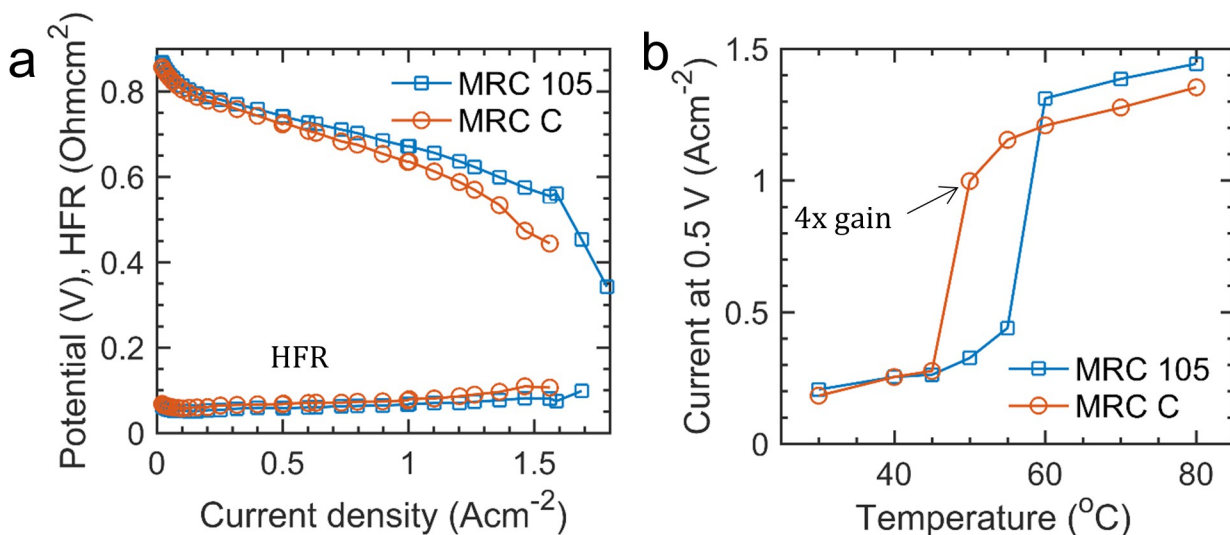 a
Potential (V), HFR (Ohmcm²)
0.8
0.6
0.4
0.2
0
0
0.5
1
1.5
Current density (Acm⁻²)
MRC 105
MRC C
HFR
b
Current at 0.5 V (Acm⁻²)
1.5
1
0.5
0
40
60
80
Temperature (°C)
4x gain
MRC 105
MRC C